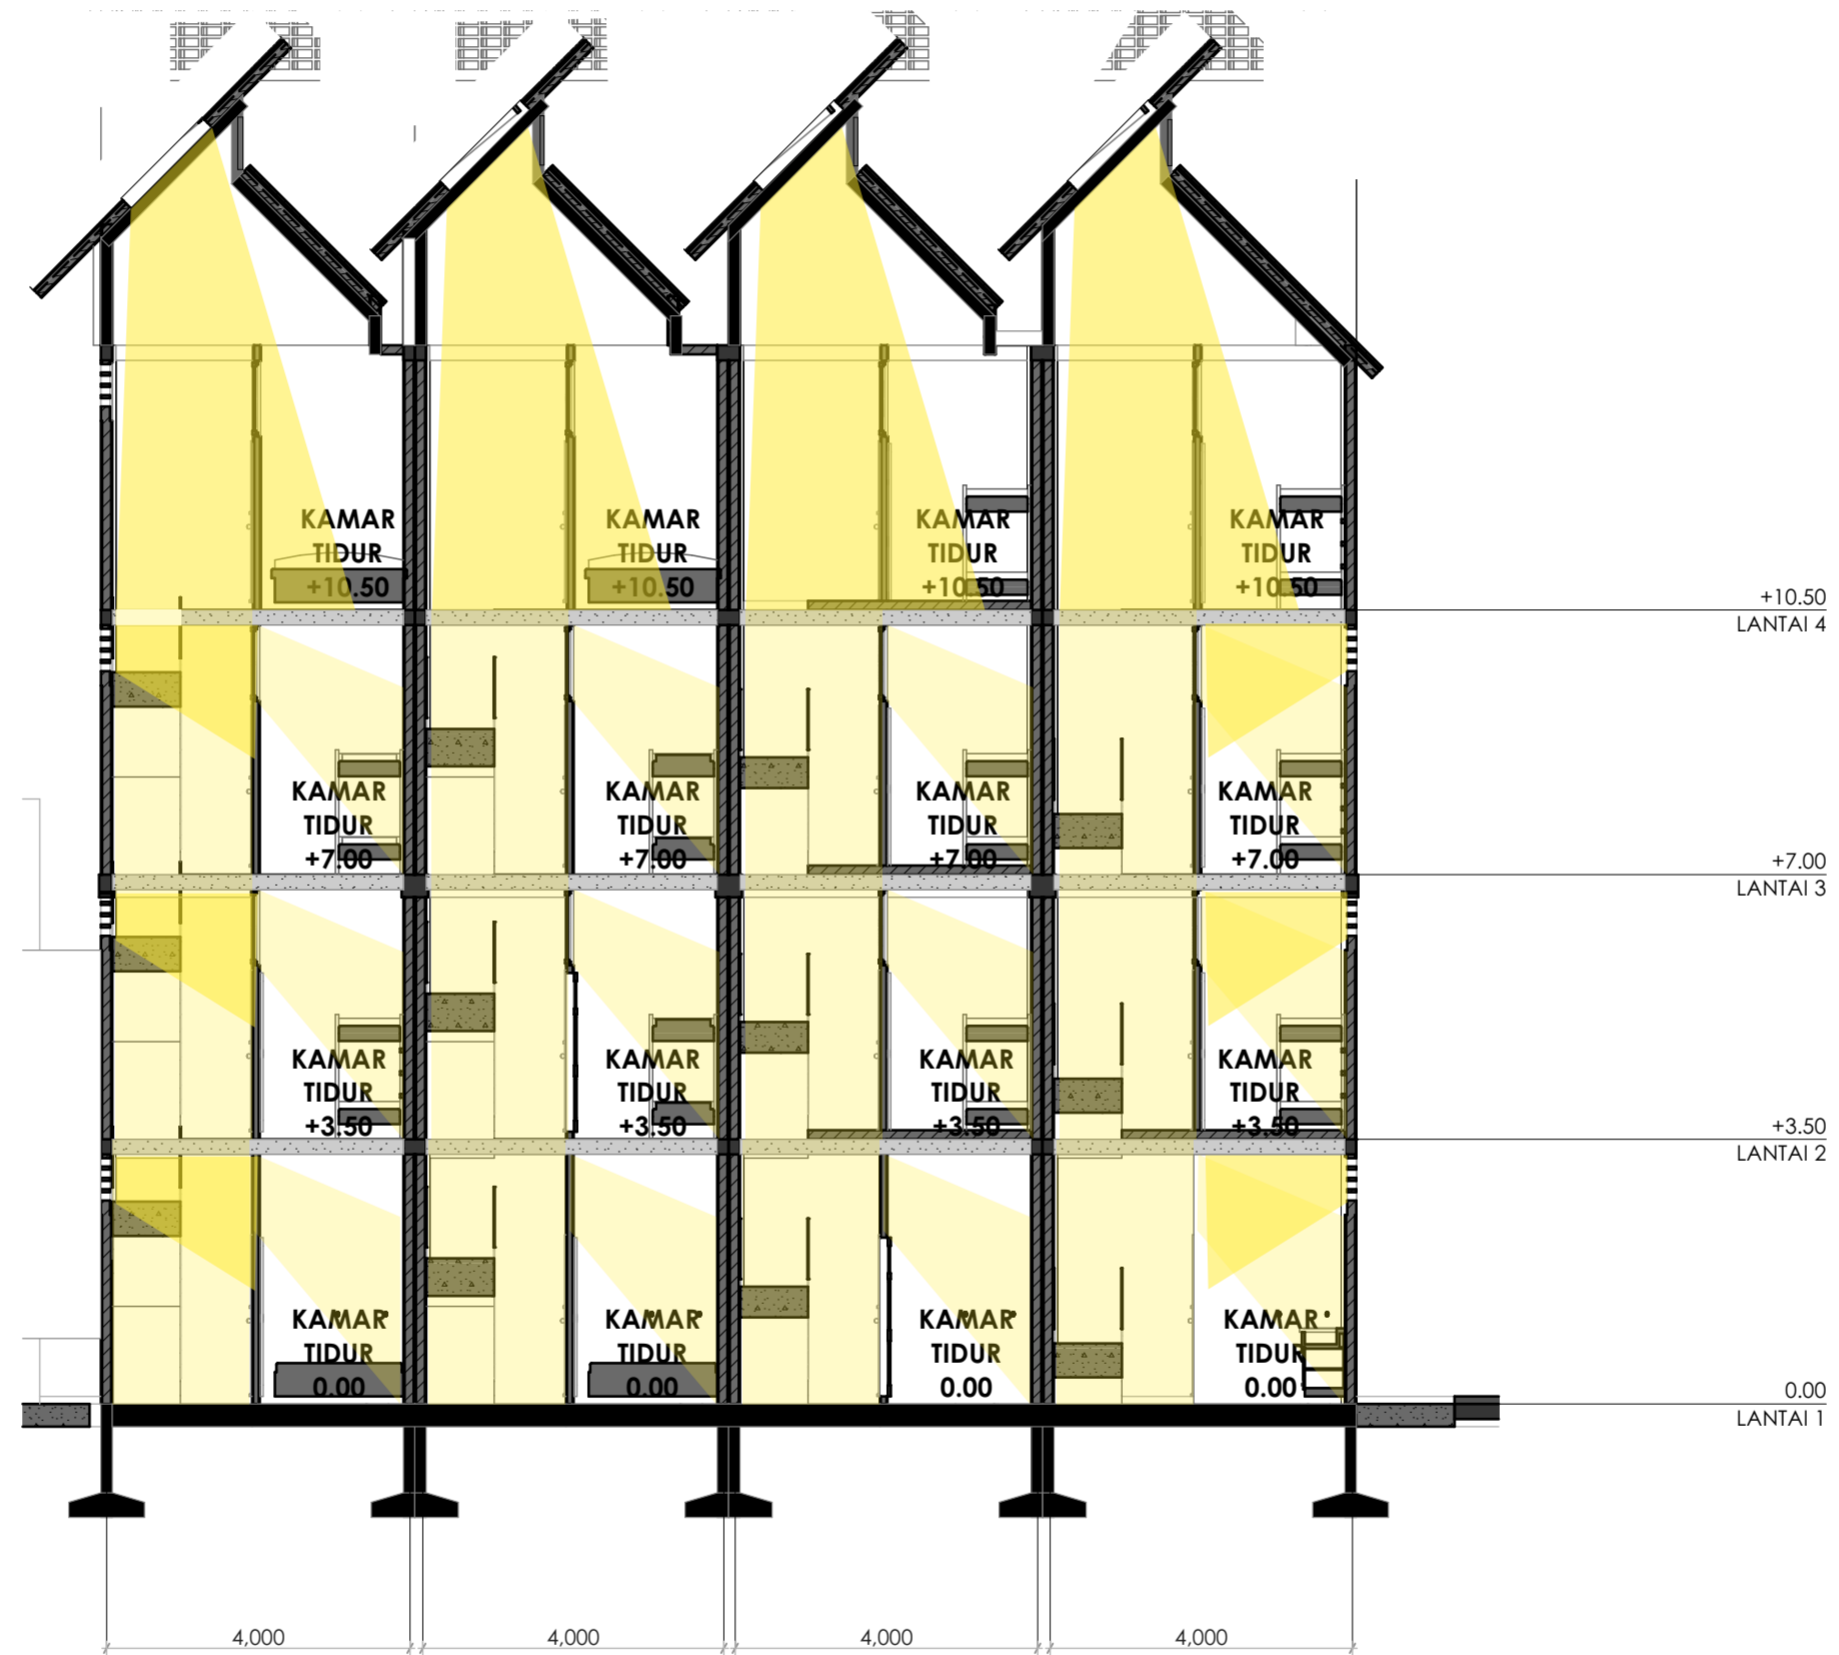 KAMAR
TIDUR
+10.50
KAMAR
TIDUR
+10.50
KAMAR
TIDUR
+10.50
KAMAR
TIDUR
+10.50
+10.50
LANTAI 4
KAMAR
TIDUR
+7.00
KAMAR
TIDUR
+7.00
KAMAR
TIDUR
+7.00
KAMAR
TIDUR
+7.00
+7.00
LANTAI 3
KAMAR
TIDUR
+3.50
KAMAR
TIDUR
+3.50
KAMAR
TIDUR
+3.50
KAMAR
TIDUR
+3.50
+3.50
LANTAI 2
KAMAR
TIDUR
0.00
KAMAR
TIDUR
0.00
KAMAR
TIDUR
0.00
KAMAR
TIDUR
0.00
0.00
LANTAI 1
4,000
4,000
4,000
4,000